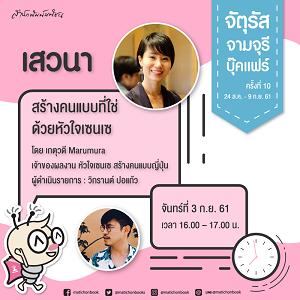 สำนักพิมพ์มติชน
จัตุรัส
จามจุรี
บุ๊คแฟร์
ครั้งที่ 10
24 ส.ค. - 9 ก.ย. 61
เสวนา
สร้างคนแบบที่ใช่
ด้วยหัวใจเซนเซ
โดย เกตุวดี Marumura
เจ้าของผลงาน หัวใจเซนเซ สร้างคนแบบญี่ปุ่น
ผู้ดำเนินรายการ : วิกรานต์ ปอแก้ว
จันทร์ที่ 3 ก.ย. 61
เวลา 16.00 – 17.00 น.
@matichonbook
@matichonbooks
@matichonbook
@matichonbook